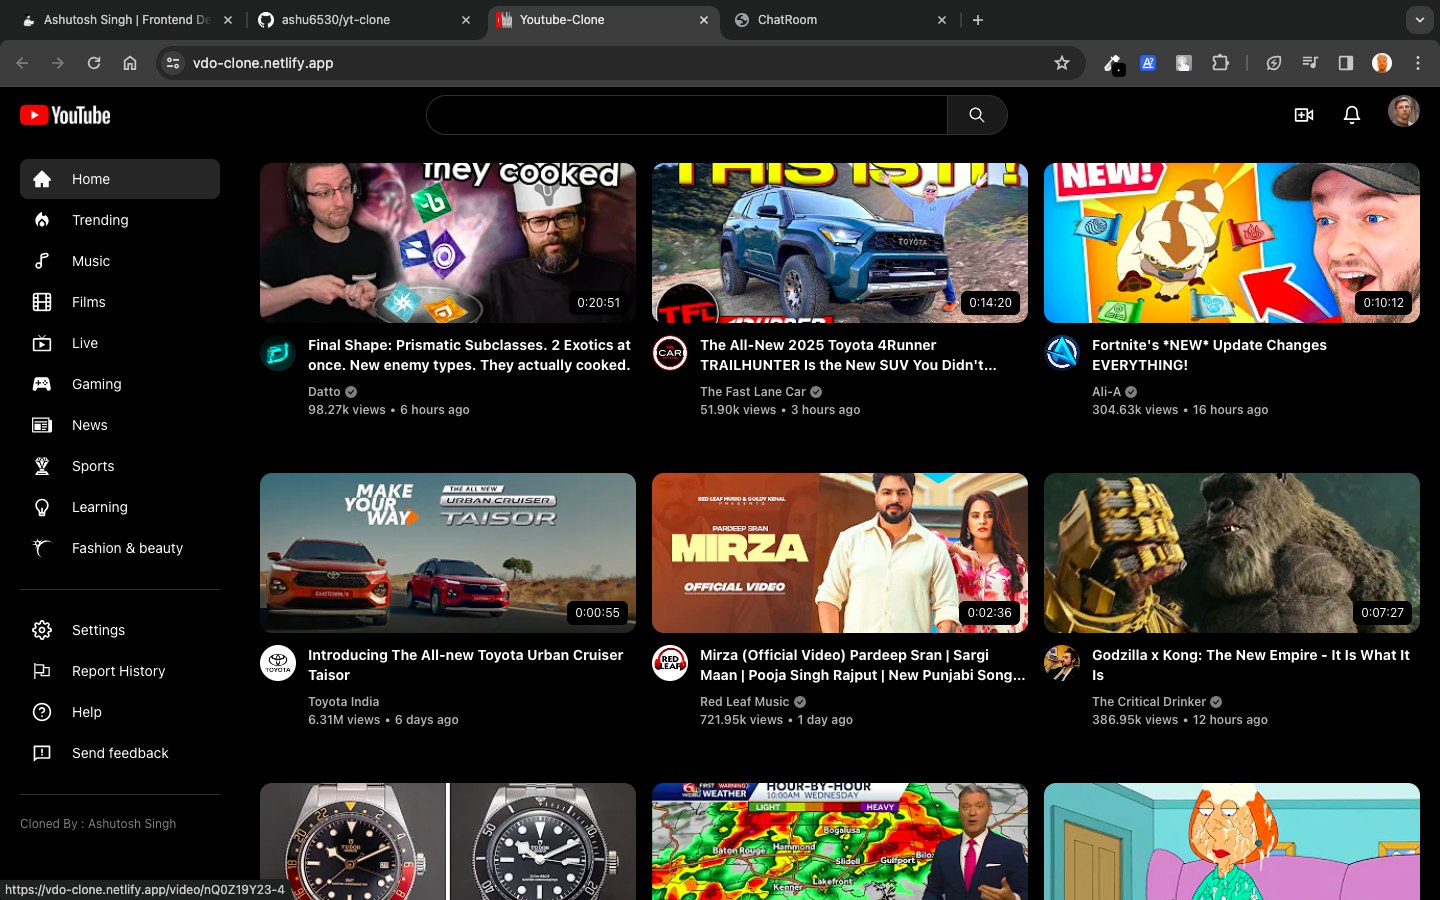 Ashutosh Singh | Frontend De
ashu6530/yt-clone
Youtube-Clone
ChatRoom
vdo-clone.netlify.app
YouTube
Home
Trending
Music
Films
Live
Gaming
News
Sports
Learning
Fashion & beauty
Settings
Report History
Help
Send feedback
Cloned By : Ashutosh Singh
https://vdo-clone.netlify.app/video/nQ0Z19Y23-4
they cooked
0:20:51
Final Shape: Prismatic Subclasses. 2 Exotics at
once. New enemy types. They actually cooked.
Datto
98.27k views • 6 hours ago
THIS IS IT!
TOYOTA
TFL
0:14:20
CAR
The All-New 2025 Toyota 4Runner
TRAILHUNTER Is the New SUV You Didn't...
The Fast Lane Car
51.90k views • 3 hours ago
NEW!
0:10:12
Fortnite's *NEW* Update Changes
EVERYTHING!
Ali-A
304.63k views • 16 hours ago
MAKE
YOUR
WAY
THE ALL NEW
URBAN CRUISER
TAISOR
0:00:55
TOYOTA
Introducing The All-new Toyota Urban Cruiser
Taisor
Toyota India
6.31M views • 6 days ago
RED LEAF MUSIC & GOLDY KEHAL
PRESENTS
PARDEEP SRAN
MIRZA
OFFICIAL VIDEO
0:02:36
RED
LEAF
Mirza (Official Video) Pardeep Sran | Sargi
Maan | Pooja Singh Rajput | New Punjabi Song...
Red Leaf Music
721.95k views • 1 day ago
0:07:27
Godzilla x Kong: The New Empire - It Is What It
Is
The Critical Drinker
386.95k views • 12 hours ago
TUDOR
TUDOR
FIRST WARNING
WEATHER
HOUR-BY-HOUR
10:00AM WEDNESDAY
LIGHT
HEAVY
Bogalusa
Baton Rouge
Hammond
Slidell
Gulfport
Bilo
Kenner
Lakefront